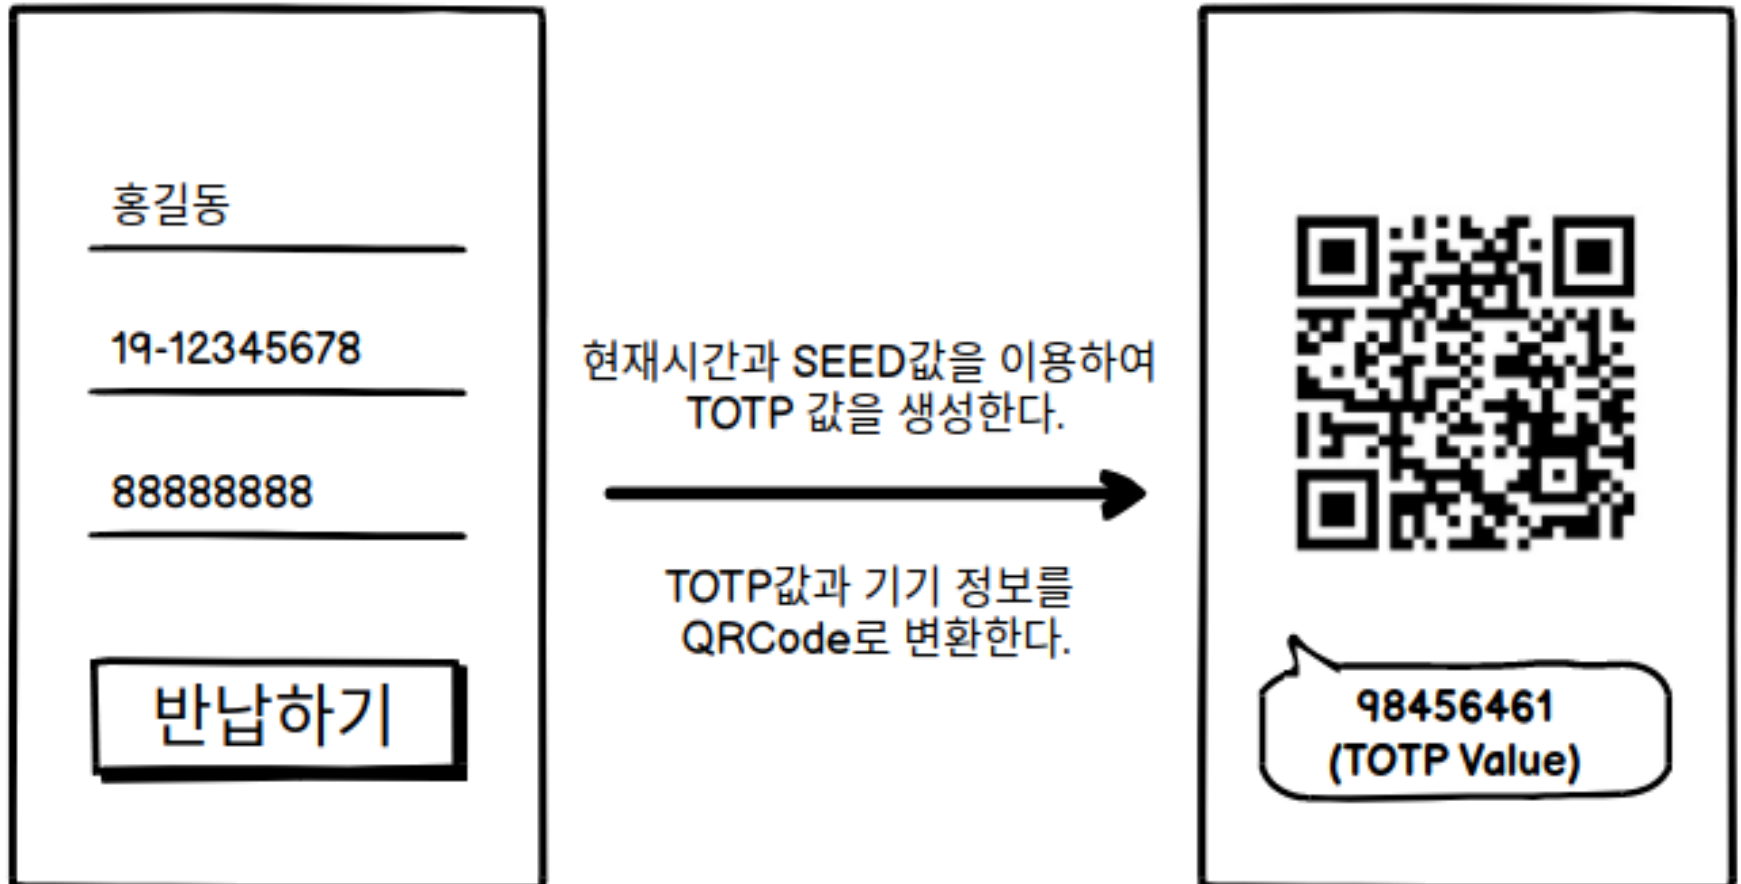 홍길동
19-12345678
88888888
반납하기
현재시간과 SEED값을 이용하여
TOTP 값을 생성한다.
TOTP값과 기기 정보를
QRCode로 변환한다.
98456461
(TOTP Value)